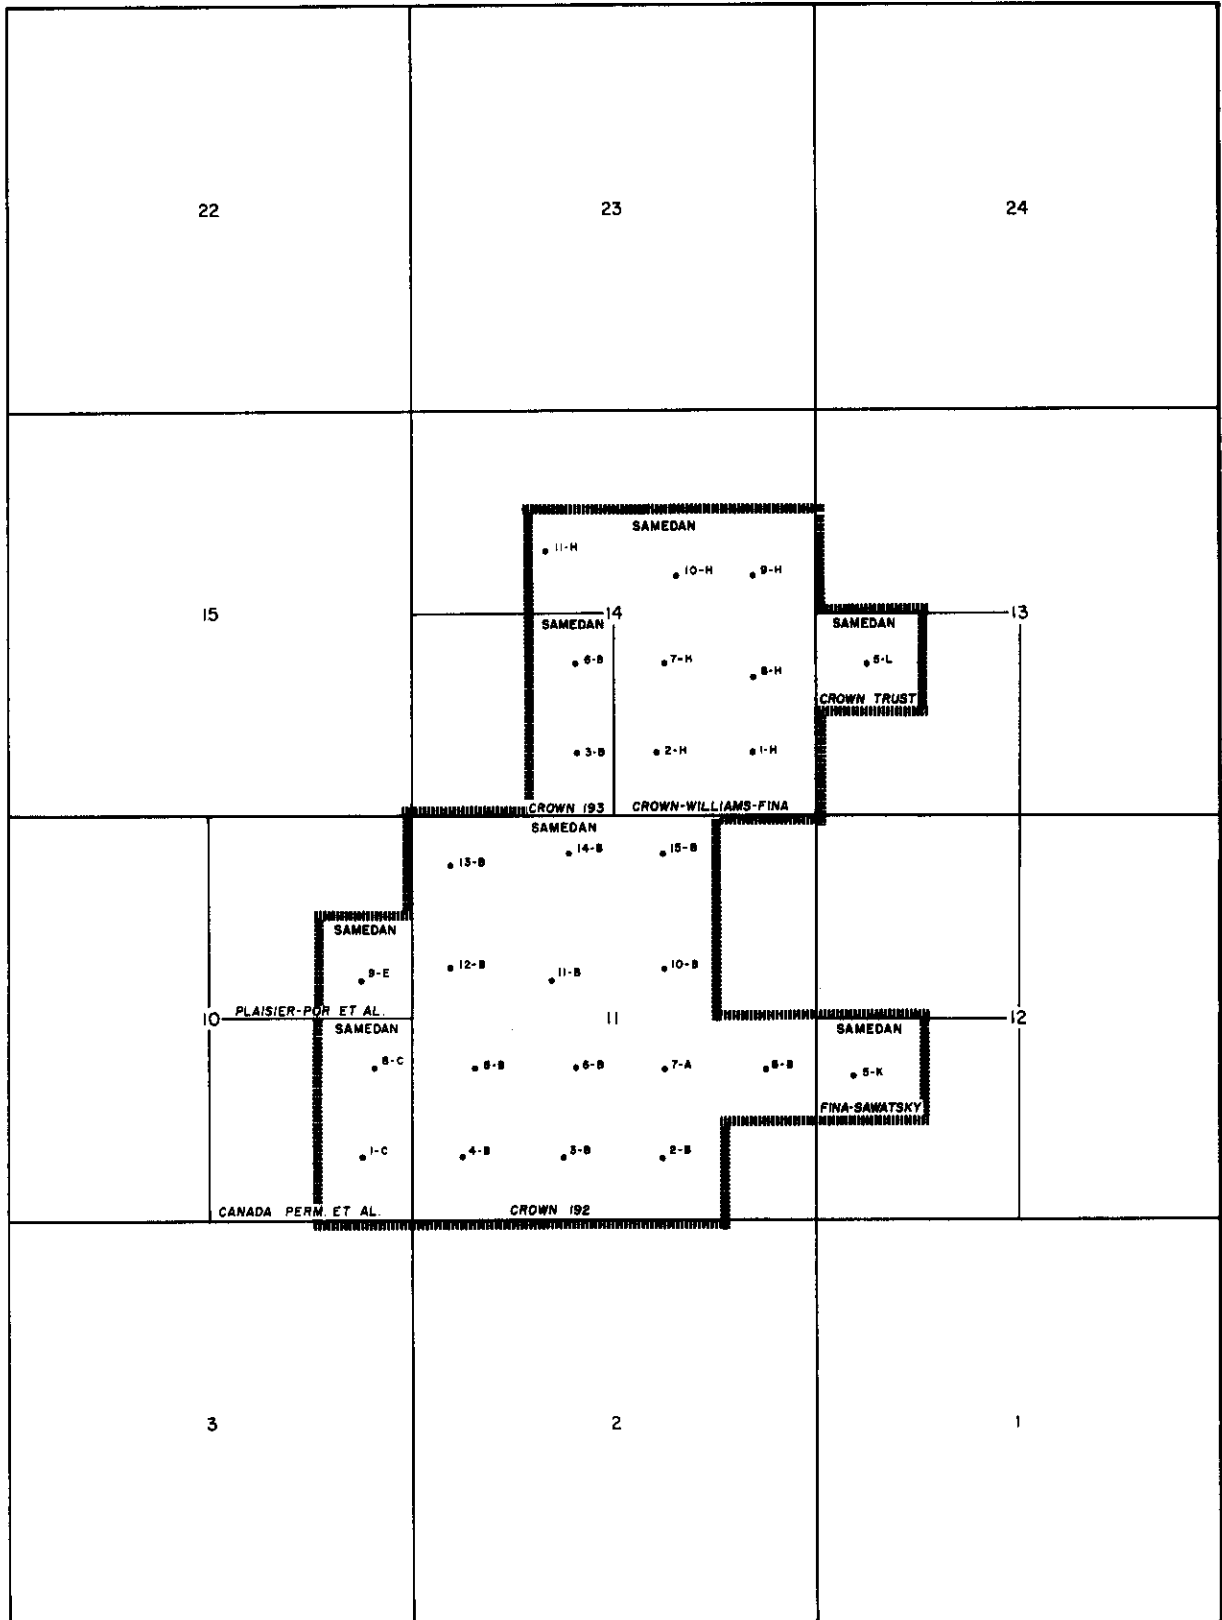 22
23
24
SAMEDAN
11-H
10-H
9-H
15
14
13
SAMEDAN
SAMEDAN
6-B
7-H
8-H
5-L
CROWN TRUST
3-B
2-H
1-H
CROWN 193
CROWN-WILLIAMS-FINA
SAMEDAN
13-B
14-B
15-B
SAMEDAN
9-E
12-B
11-B
10-B
PLAISIER-POR ET AL.
10
11
12
SAMEDAN
SAMEDAN
8-C
5-B
6-B
7-A
8-B
5-K
FINA-SAWATSKY
1-C
4-B
3-B
2-B
CANADA PERM. ET AL.
CROWN 192
3
2
1